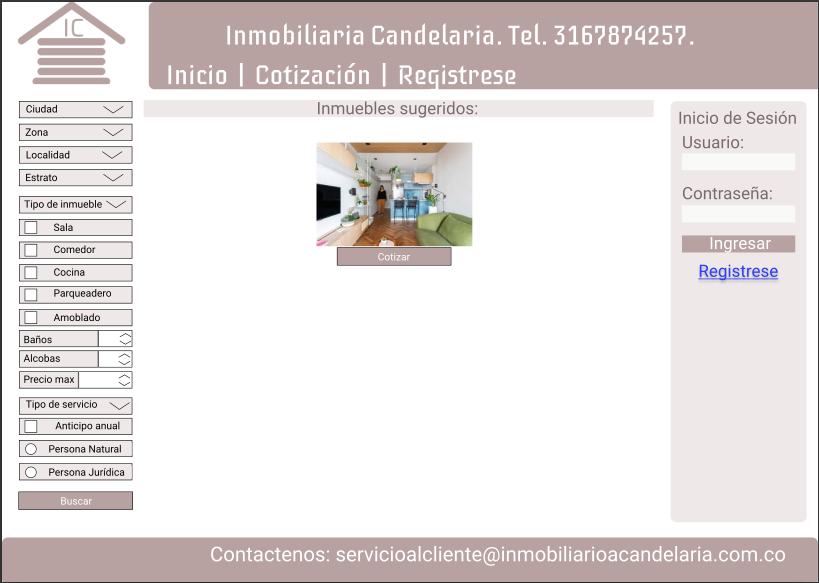 IC
Inmobiliaria Candelaria. Tel. 3167874257.
Inicio | Cotización | Registrese
Ciudad
Zona
Localidad
Estrato
Tipo de inmueble
Sala
Comedor
Cocina
Parqueadero
Amoblado
Baños
Alcobas
Precio max
Tipo de servicio
Anticipo anual
Persona Natural
Persona Jurídica
Buscar
Inmuebles sugeridos:
Cotizar
Inicio de Sesión
Usuario:
Contraseña:
Ingresar
Registrese
Contactenos: servicioalcliente@inmobiliarioacandelaria.com.co